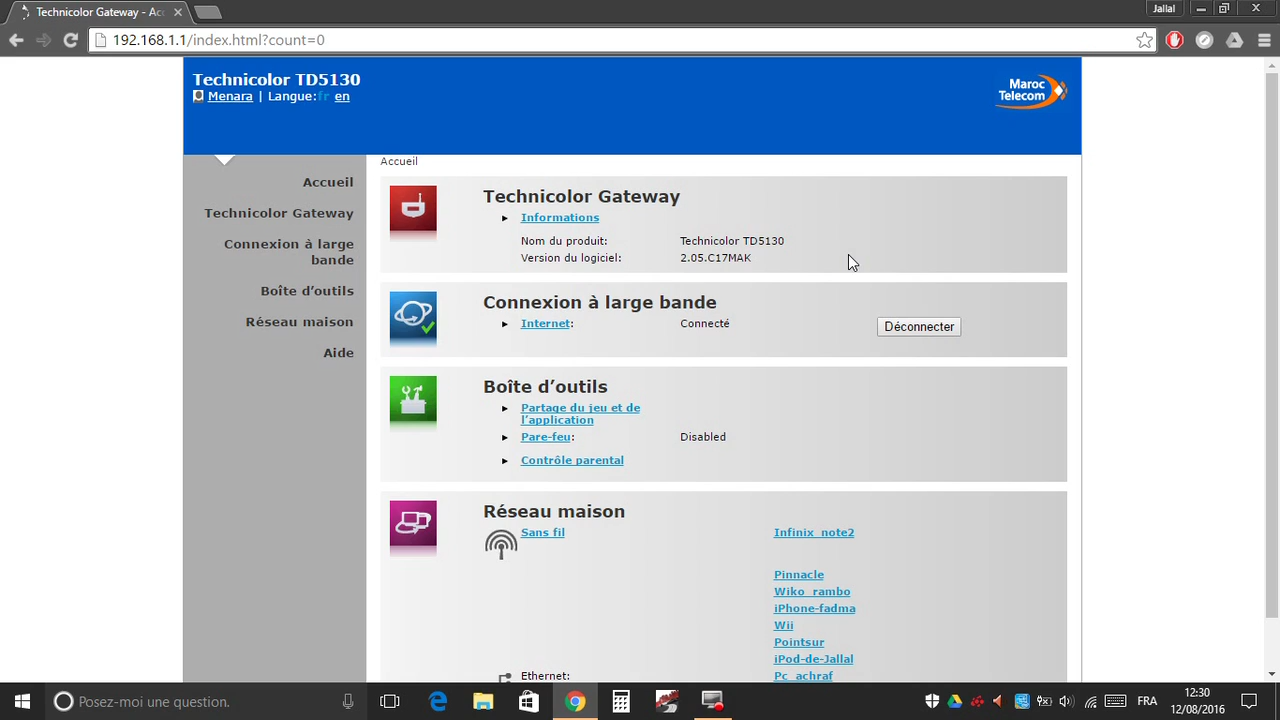 Technicolor Gateway - Acc
Jallal
192.168.1.1/index.html?count=0
Technicolor TD5130
Menara | Langue:fr en
Maroc
Telecom
Accueil
Technicolor Gateway
Connexion à large
bande
Boîte d’outils
Réseau maison
Aide
Accueil
Technicolor Gateway
Informations
Nom du produit: Technicolor TD5130
Version du logiciel: 2.05.C17MAK
Connexion à large bande
Internet: Connecté Déconnecter
Boîte d’outils
Partage du jeu et de
l’application
Pare-feu: Disabled
Contrôle parental
Réseau maison
Sans fil Infinix_note2
Pinnacle
Wiko_rambo
iPhone-fadma
Wii
Pointsur
iPod-de-Jallal
Ethernet: Pc_achraf
Posez-moi une question.
FRA
12:30
12/08/2016